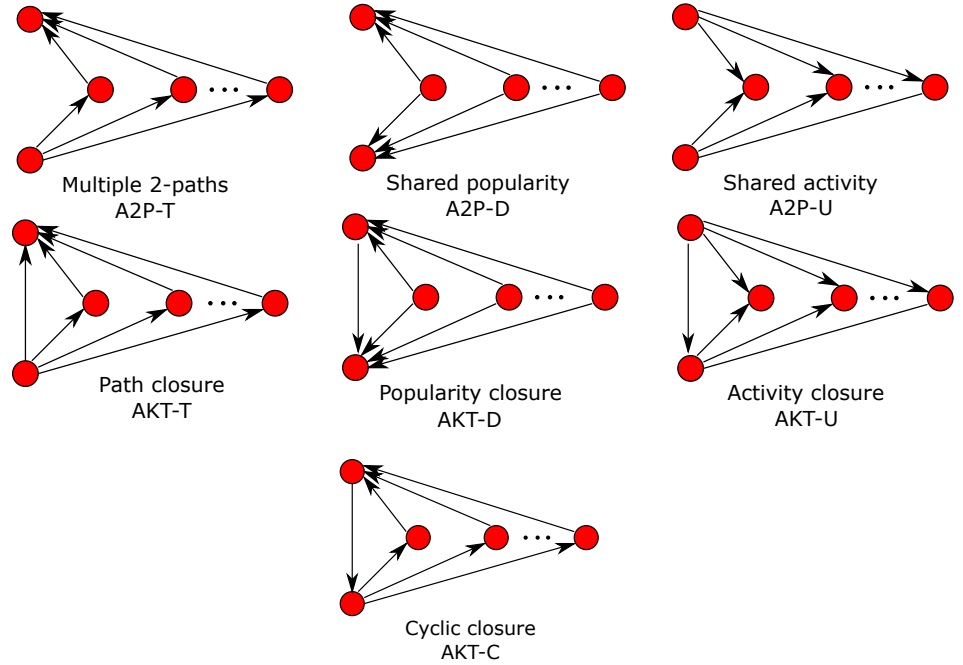 Multiple 2-paths
A2P-T
Shared popularity
A2P-D
Shared activity
A2P-U
Path closure
AKT-T
Popularity closure
AKT-D
Activity closure
AKT-U
Cyclic closure
AKT-C